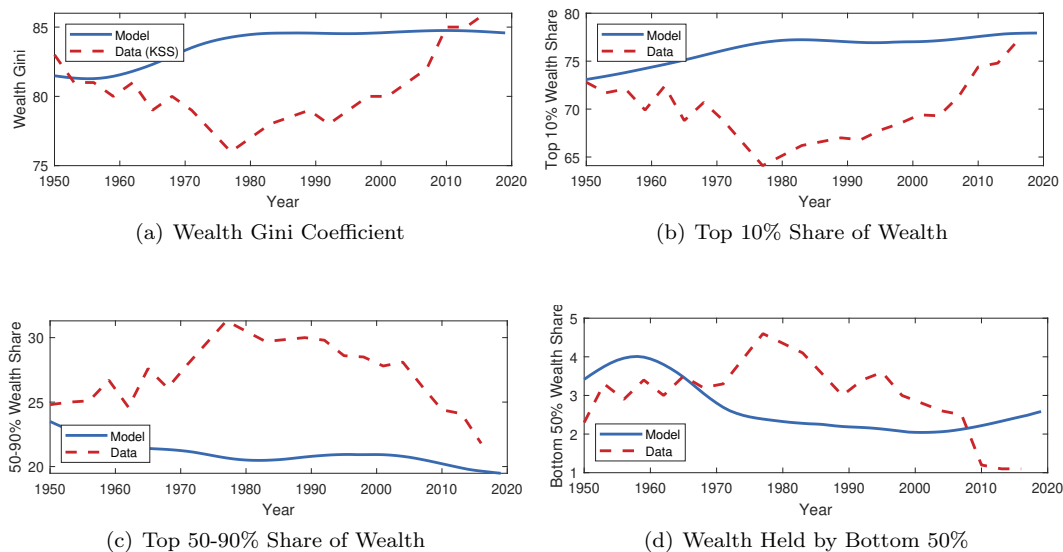 85
80
75
Wealth Gini
Model
Data (KSS)
1950 1960 1970 1980 1990 2000 2010 2020
Year
(a) Wealth Gini Coefficient
80
75
70
65
Top 10% Wealth Share
Model
Data
1950 1960 1970 1980 1990 2000 2010 2020
Year
(b) Top 10% Share of Wealth
30
25
20
50-90% Wealth Share
Model
Data
1950 1960 1970 1980 1990 2000 2010 2020
Year
(c) Top 50-90% Share of Wealth
5
4
3
2
1
Bottom 50% Wealth Share
Model
Data
1950 1960 1970 1980 1990 2000 2010 2020
Year
(d) Wealth Held by Bottom 50%